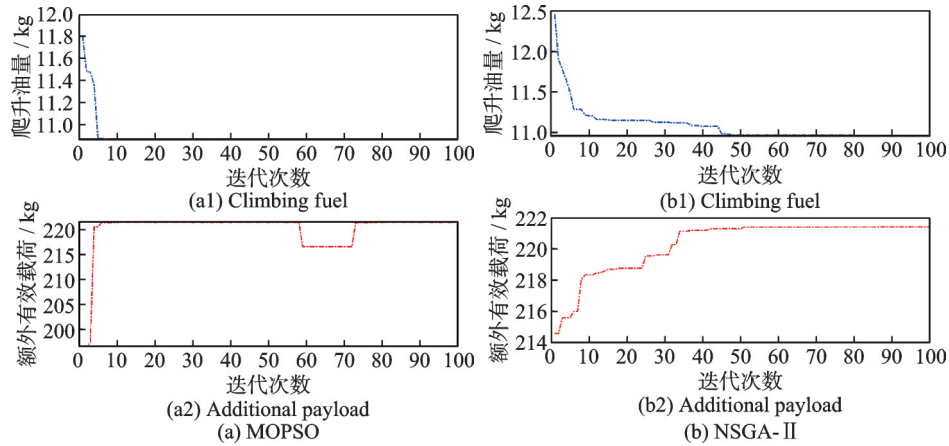 12.0
11.8
11.6
11.4
11.2
11.0
爬升油量 / kg
0 10 20 30 40 50 60 70 80 90 100
迭代次数
(a1) Climbing fuel
12.5
12.0
11.5
11.0
爬升油量 / kg
0 10 20 30 40 50 60 70 80 90 100
迭代次数
(b1) Climbing fuel
220
215
210
205
200
额外有效载荷 / kg
0 10 20 30 40 50 60 70 80 90 100
迭代次数
(a2) Additional payload
(a) MOPSO
222
220
218
216
214
额外有效载荷 / kg
0 10 20 30 40 50 60 70 80 90 100
迭代次数
(b2) Additional payload
(b) NSGA-Ⅱ